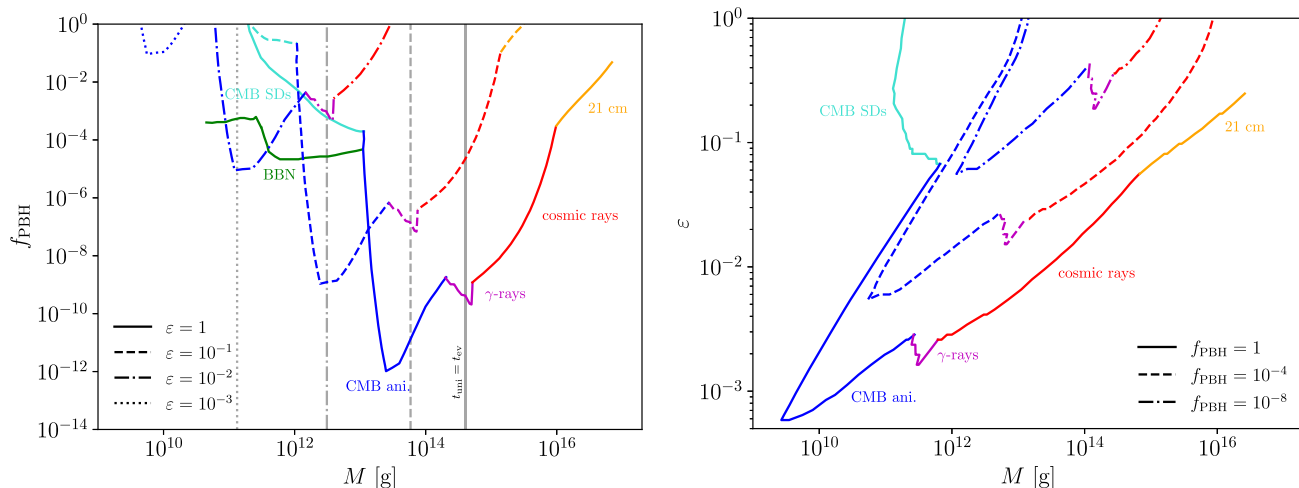 10^0
10^-2
10^-4
10^-6
10^-8
10^-10
10^-12
10^-14
f_PBH
CMB SDs
BBN
21 cm
cosmic rays
γ-rays
CMB ani.
t_uni = t_ev
ε = 1
ε = 10^-1
ε = 10^-2
ε = 10^-3
10^10
10^12
10^14
10^16
M [g]
10^0
10^-1
10^-2
10^-3
ε
CMB SDs
21 cm
cosmic rays
γ-rays
CMB ani.
f_PBH = 1
f_PBH = 10^-4
f_PBH = 10^-8
10^10
10^12
10^14
10^16
M [g]